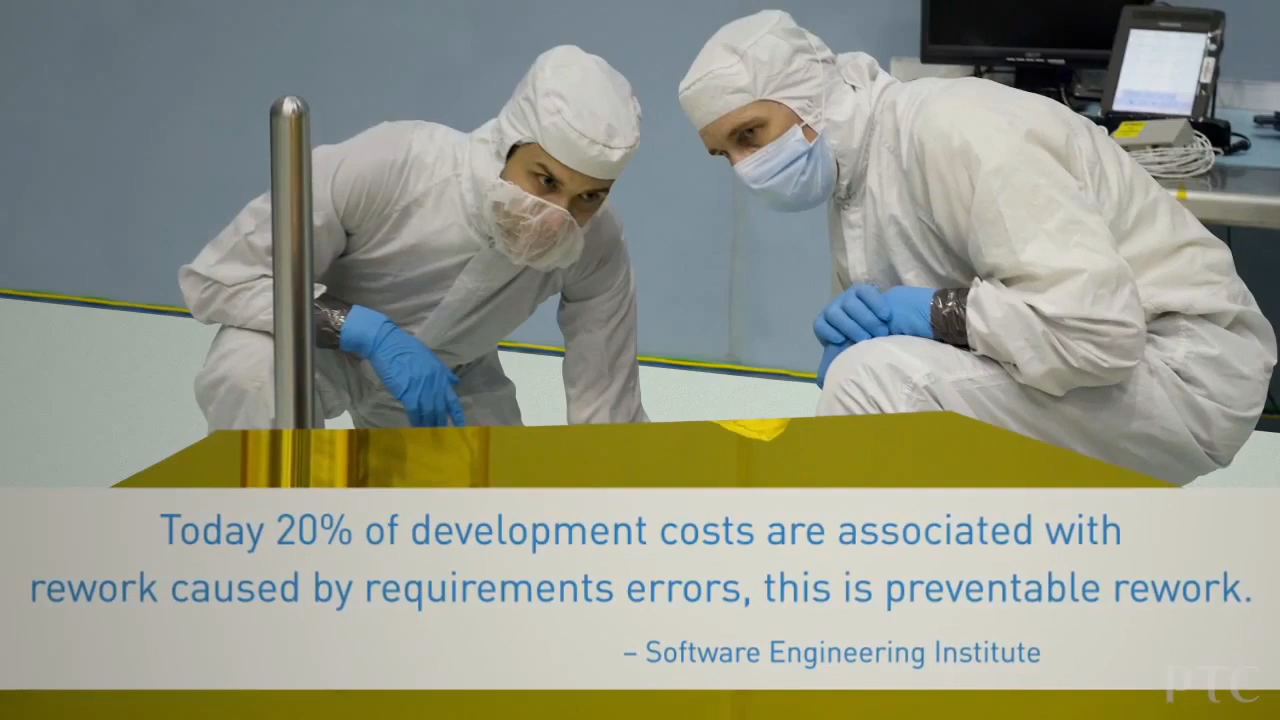 Today 20% of development costs are associated with
rework caused by requirements errors, this is preventable rework.
– Software Engineering Institute
PTC